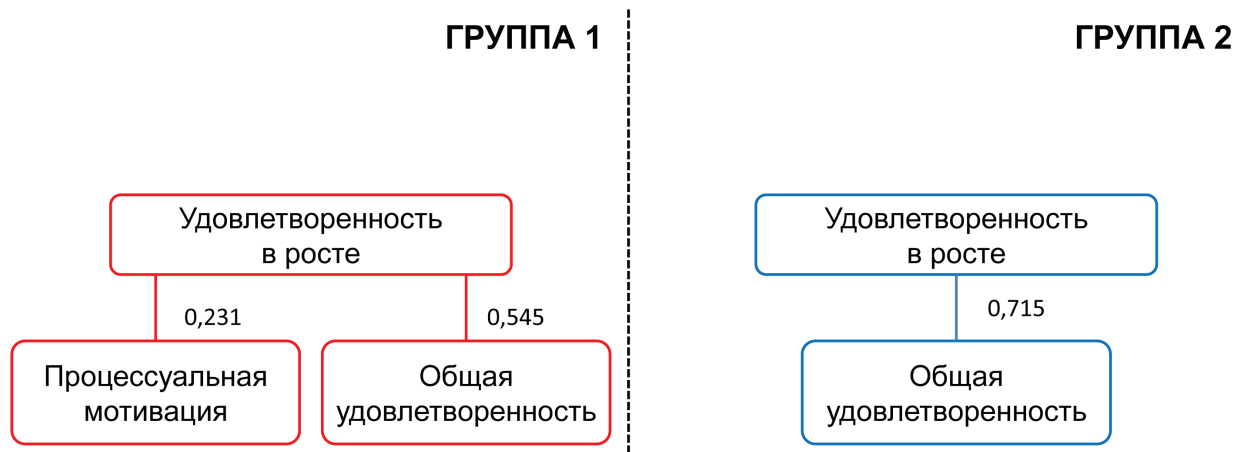 ГРУППА 1
Удовлетворенность
в росте
0,231
0,545
Процессуальная
мотивация
Общая
удовлетворенность
ГРУППА 2
Удовлетворенность
в росте
0,715
Общая
удовлетворенность